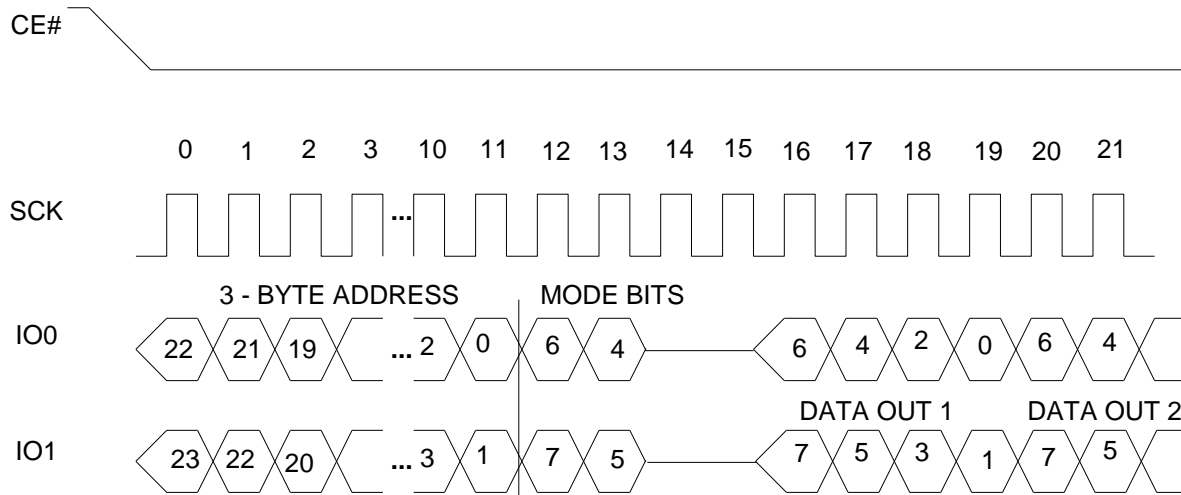 CE#
0 1 2 3 10 11 12 13 14 15 16 17 18 19 20 21
SCK ...
3 - BYTE ADDRESS MODE BITS
IO0 22 21 19 ... 2 0 6 4 6 4 2 0 6 4
DATA OUT 1 DATA OUT 2
IO1 23 22 20 ... 3 1 7 5 7 5 3 1 7 5